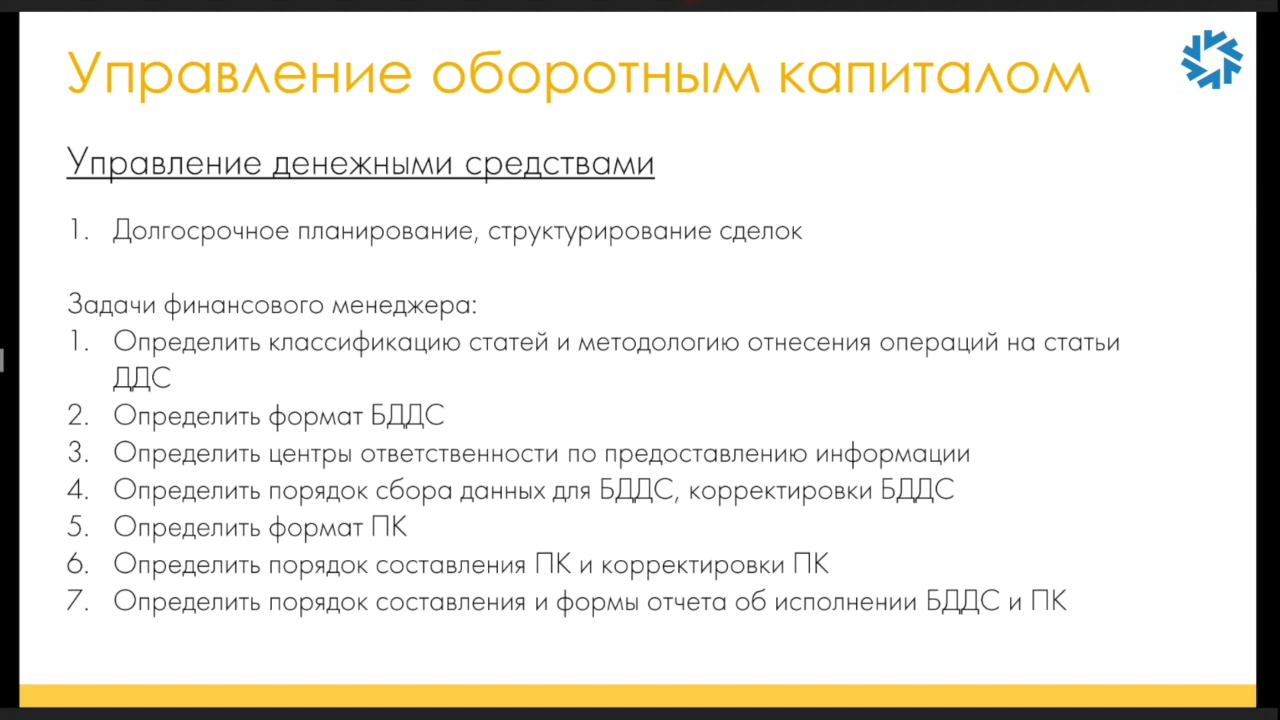 Управление оборотным капиталом
Управление денежными средствами
1. Долгосрочное планирование, структурирование сделок
Задачи финансового менеджера:
1. Определить классификацию статей и методологию отнесения операций на статьи
ДДС
2. Определить формат БДДС
3. Определить центры ответственности по предоставлению информации
4. Определить порядок сбора данных для БДДС, корректировки БДДС
5. Определить формат ПК
6. Определить порядок составления ПК и корректировки ПК
7. Определить порядок составления и формы отчета об исполнении БДДС и ПК